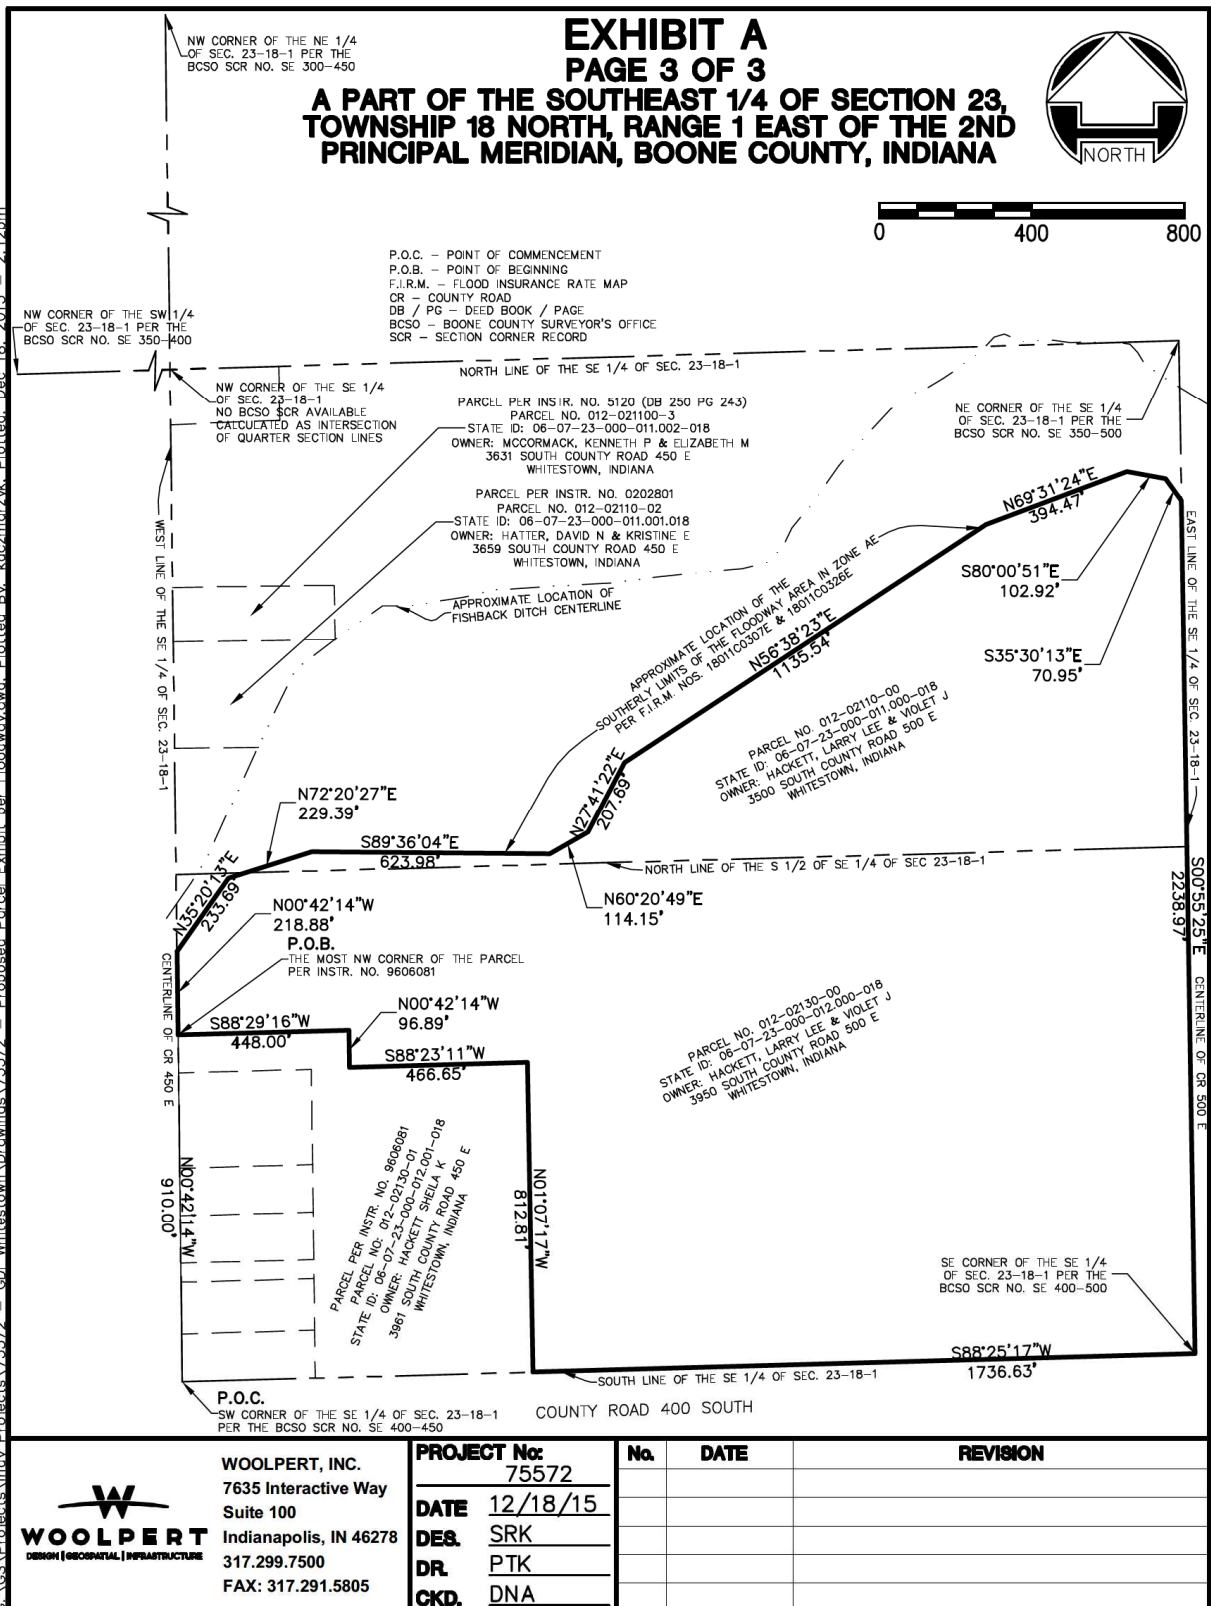 EXHIBIT A
PAGE 3 OF 3
A PART OF THE SOUTHEAST 1/4 OF SECTION 23,
TOWNSHIP 18 NORTH, RANGE 1 EAST OF THE 2ND
PRINCIPAL MERIDIAN, BOONE COUNTY, INDIANA
NORTH
0 400 800
NW CORNER OF THE NE 1/4
OF SEC. 23-18-1 PER THE
BCSO SCR NO. SE 300-450
P.O.C. - POINT OF COMMENCEMENT
P.O.B. - POINT OF BEGINNING
F.I.R.M. - FLOOD INSURANCE RATE MAP
CR - COUNTY ROAD
DB / PG - DEED BOOK / PAGE
BCSO - BOONE COUNTY SURVEYOR'S OFFICE
SCR - SECTION CORNER RECORD
NW CORNER OF THE SW 1/4
OF SEC. 23-18-1 PER THE
BCSO SCR NO. SE 350-400
NORTH LINE OF THE SE 1/4 OF SEC. 23-18-1
NW CORNER OF THE SE 1/4
OF SEC. 23-18-1
NO BCSO SCR AVAILABLE
CALCULATED AS INTERSECTION
OF QUARTER SECTION LINES
PARCEL PER INSTR. NO. 5120 (DB 250 PG 243)
PARCEL NO. 012-021100-3
STATE ID: 06-07-23-000-011.002-018
OWNER: MCCORMACK, KENNETH P & ELIZABETH M
3631 SOUTH COUNTY ROAD 450 E
WHITESTOWN, INDIANA
NE CORNER OF THE SE 1/4
OF SEC. 23-18-1 PER THE
BCSO SCR NO. SE 350-500
PARCEL PER INSTR. NO. 0202801
PARCEL NO. 012-02110-02
STATE ID: 06-07-23-000-011.001.018
OWNER: HATTER, DAVID N & KRISTINE E
3659 SOUTH COUNTY ROAD 450 E
WHITESTOWN, INDIANA
N69°31'24"E
394.47'
S80°00'51"E
102.92'
S35°30'13"E
70.95'
WEST LINE OF THE SE 1/4 OF SEC. 23-18-1
EAST LINE OF THE SE 1/4 OF SEC. 23-18-1
APPROXIMATE LOCATION OF
FISHBACK DITCH CENTERLINE
APPROXIMATE LOCATION OF THE
SOUTHERLY LIMITS OF THE FLOODWAY AREA IN ZONE AE
PER F.I.R.M. NOS. 18011C0307E & 18011C0326E
N56°38'23"E
1135.54'
PARCEL NO. 012-02110-00
STATE ID: 06-07-23-000-011.000-018
OWNER: HACKETT, LARRY LEE & VIOLET J
3500 SOUTH COUNTY ROAD 500 E
WHITESTOWN, INDIANA
N27°41'22"E
207.69'
N72°20'27"E
229.39'
S89°36'04"E
623.98'
NORTH LINE OF THE S 1/2 OF SE 1/4 OF SEC 23-18-1
N35°20'13"E
233.69'
N60°20'49"E
114.15'
S00°55'25"E
2238.97'
N00°42'14"W
218.88'
P.O.B.
THE MOST NW CORNER OF THE PARCEL
PER INSTR. NO. 9606081
CENTERLINE OF CR 450 E
CENTERLINE OF CR 500 E
S88°29'16"W
448.00'
N00°42'14"W
96.89'
S88°23'11"W
466.65'
PARCEL NO. 012-02130-00
STATE ID: 06-07-23-000-012.000-018
OWNER: HACKETT, LARRY LEE & VIOLET J
3950 SOUTH COUNTY ROAD 500 E
WHITESTOWN, INDIANA
N00°42'14"W
910.00'
PARCEL PER INSTR. NO. 9606081
PARCEL NO: 012-02130-01
STATE ID: 06-07-23-000-012.001-018
OWNER: HACKETT SHEILA K
3961 SOUTH COUNTY ROAD 450 E
WHITESTOWN, INDIANA
N01°07'17"W
812.81'
SE CORNER OF THE SE 1/4
OF SEC. 23-18-1 PER THE
BCSO SCR NO. SE 400-500
S88°25'17"W
1736.63'
SOUTH LINE OF THE SE 1/4 OF SEC. 23-18-1
P.O.C.
SW CORNER OF THE SE 1/4 OF SEC. 23-18-1
PER THE BCSO SCR NO. SE 400-450
COUNTY ROAD 400 SOUTH
WOOLPERT
DESIGN | GEOSPATIAL | INFRASTRUCTURE
WOOLPERT, INC.
7635 Interactive Way
Suite 100
Indianapolis, IN 46278
317.299.7500
FAX: 317.291.5805
PROJECT No:
75572
DATE 12/18/15
DES. SRK
DR. PTK
CKD. DNA
No. DATE REVISION